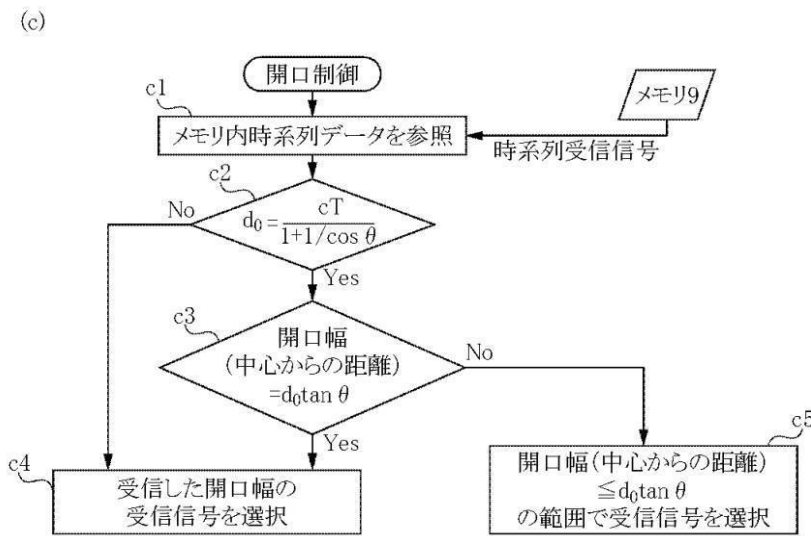 (c)
開口制御
c1
メモリ9
メモリ内時系列データを参照
時系列受信信号
c2
No
d₀=cT/(1+1/cos θ)
Yes
c3
開口幅
(中心からの距離)
=d₀tan θ
No
Yes
c4
受信した開口幅の
受信信号を選択
c5
開口幅(中心からの距離)
≦d₀tan θ
の範囲で受信信号を選択